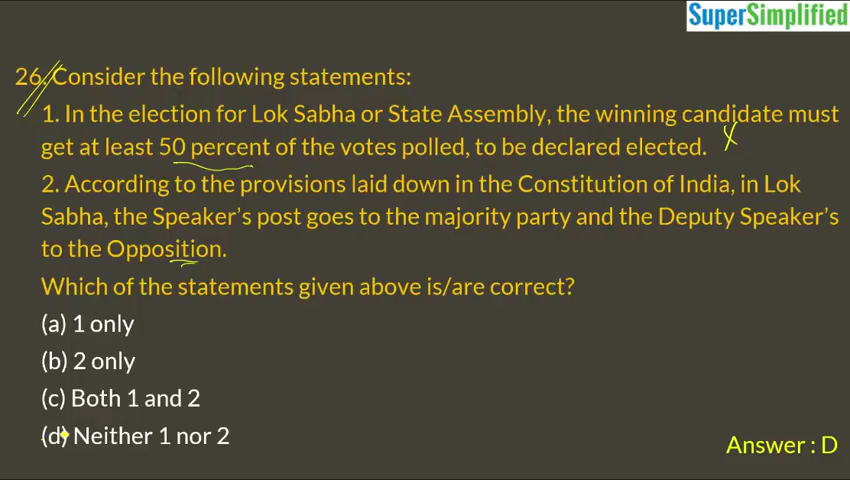 SuperSimplified
26. Consider the following statements:
1. In the election for Lok Sabha or State Assembly, the winning candidate must
get at least 50 percent of the votes polled, to be declared elected.
2. According to the provisions laid down in the Constitution of India, in Lok
Sabha, the Speaker’s post goes to the majority party and the Deputy Speaker’s
to the Opposition.
Which of the statements given above is/are correct?
(a) 1 only
(b) 2 only
(c) Both 1 and 2
(d) Neither 1 nor 2
Answer : D